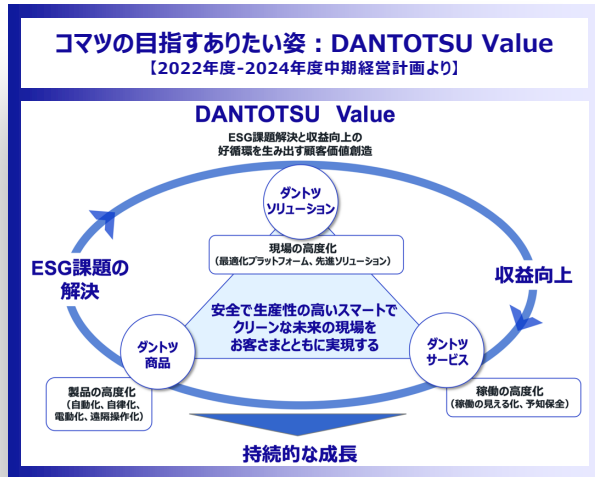 コマツの目指すありたい姿：DANTOTSU Value
【2022年度-2024年度中期経営計画より】
DANTOTSU Value
ESG課題解決と収益向上の
好循環を生み出す顧客価値創造
ダントツ
ソリューション
現場の高度化
（最適化プラットフォーム、先進ソリューション）
ESG課題の
解決
収益向上
安全で生産性の高いスマートで
クリーンな未来の現場を
お客さまとともに実現する
ダントツ
商品
ダントツ
サービス
製品の高度化
（自動化、自律化、
電動化、遠隔操作化）
稼働の高度化
（稼働の見える化、予知保全）
持続的な成長